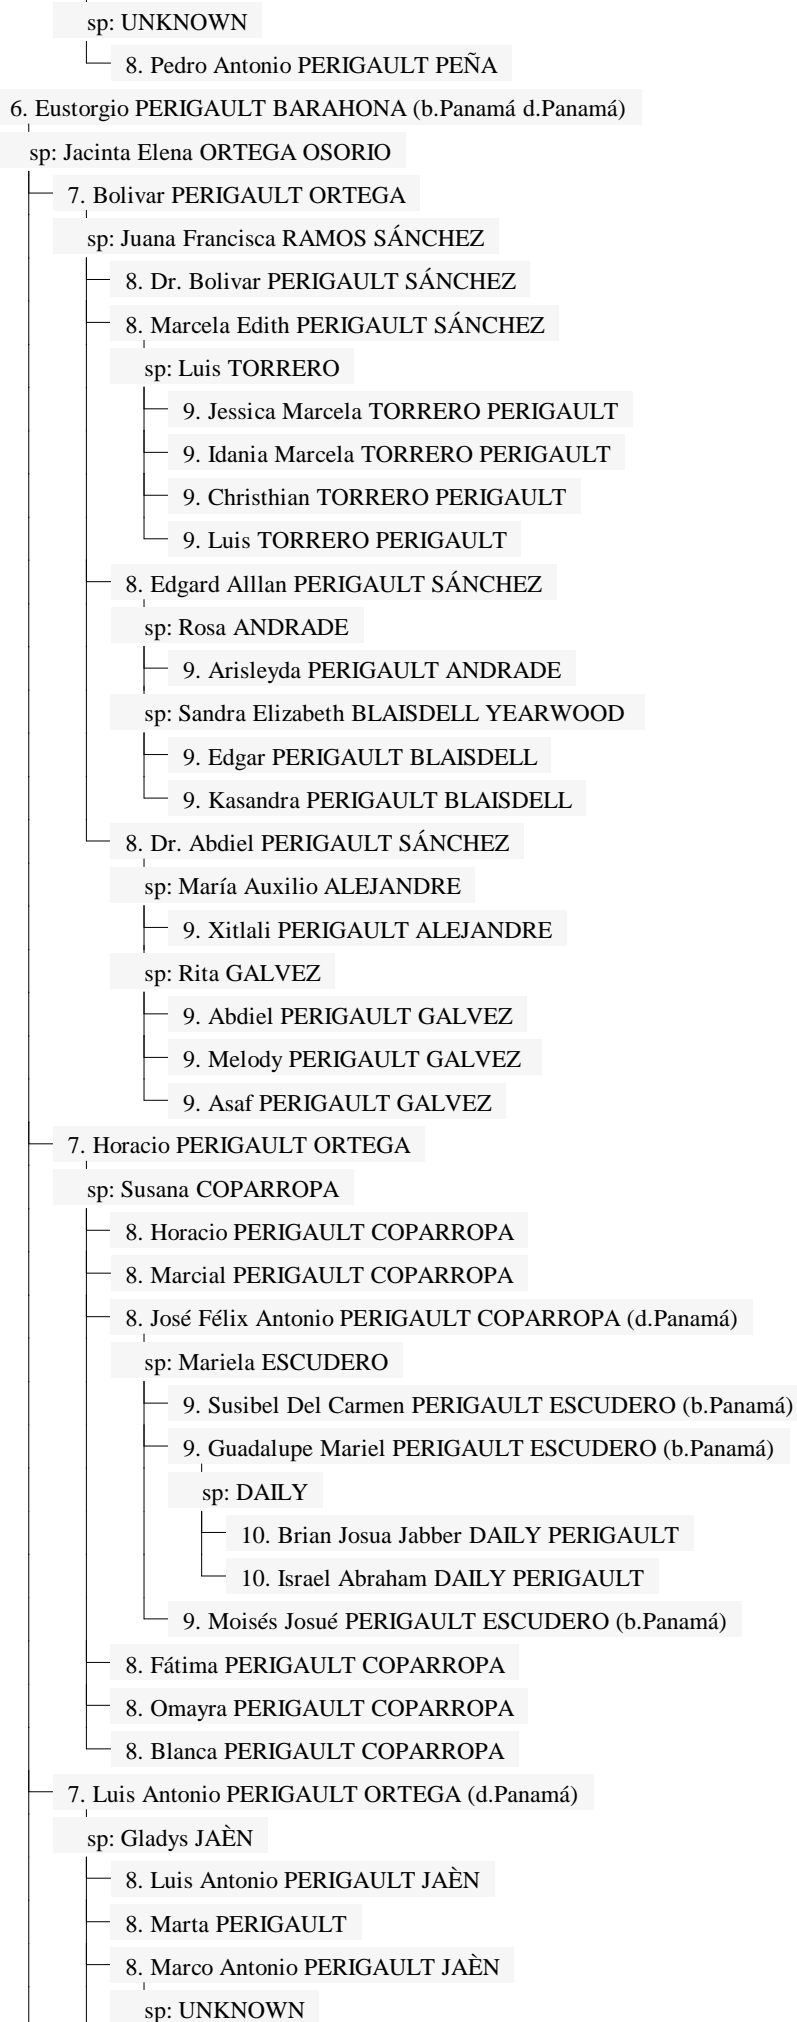 sp: UNKNOWN
8. Pedro Antonio PERIGAULT PEÑA
6. Eustorgio PERIGAULT BARAHONA (b.Panamá d.Panamá)
sp: Jacinta Elena ORTEGA OSORIO
7. Bolivar PERIGAULT ORTEGA
sp: Juana Francisca RAMOS SÁNCHEZ
8. Dr. Bolivar PERIGAULT SÁNCHEZ
8. Marcela Edith PERIGAULT SÁNCHEZ
sp: Luis TORRERO
9. Jessica Marcela TORRERO PERIGAULT
9. Idania Marcela TORRERO PERIGAULT
9. Christhian TORRERO PERIGAULT
9. Luis TORRERO PERIGAULT
8. Edgard Alllan PERIGAULT SÁNCHEZ
sp: Rosa ANDRADE
9. Arisleyda PERIGAULT ANDRADE
sp: Sandra Elizabeth BLAISDELL YEARWOOD
9. Edgar PERIGAULT BLAISDELL
9. Kasandra PERIGAULT BLAISDELL
8. Dr. Abdiel PERIGAULT SÁNCHEZ
sp: María Auxilio ALEJANDRE
9. Xitlali PERIGAULT ALEJANDRE
sp: Rita GALVEZ
9. Abdiel PERIGAULT GALVEZ
9. Melody PERIGAULT GALVEZ
9. Asaf PERIGAULT GALVEZ
7. Horacio PERIGAULT ORTEGA
sp: Susana COPARROPA
8. Horacio PERIGAULT COPARROPA
8. Marcial PERIGAULT COPARROPA
8. José Félix Antonio PERIGAULT COPARROPA (d.Panamá)
sp: Mariela ESCUDERO
9. Susibel Del Carmen PERIGAULT ESCUDERO (b.Panamá)
9. Guadalupe Mariel PERIGAULT ESCUDERO (b.Panamá)
sp: DAILY
10. Brian Josua Jabber DAILY PERIGAULT
10. Israel Abraham DAILY PERIGAULT
9. Moisés Josué PERIGAULT ESCUDERO (b.Panamá)
8. Fátima PERIGAULT COPARROPA
8. Omayra PERIGAULT COPARROPA
8. Blanca PERIGAULT COPARROPA
7. Luis Antonio PERIGAULT ORTEGA (d.Panamá)
sp: Gladys JAÈN
8. Luis Antonio PERIGAULT JAÈN
8. Marta PERIGAULT
8. Marco Antonio PERIGAULT JAÈN
sp: UNKNOWN